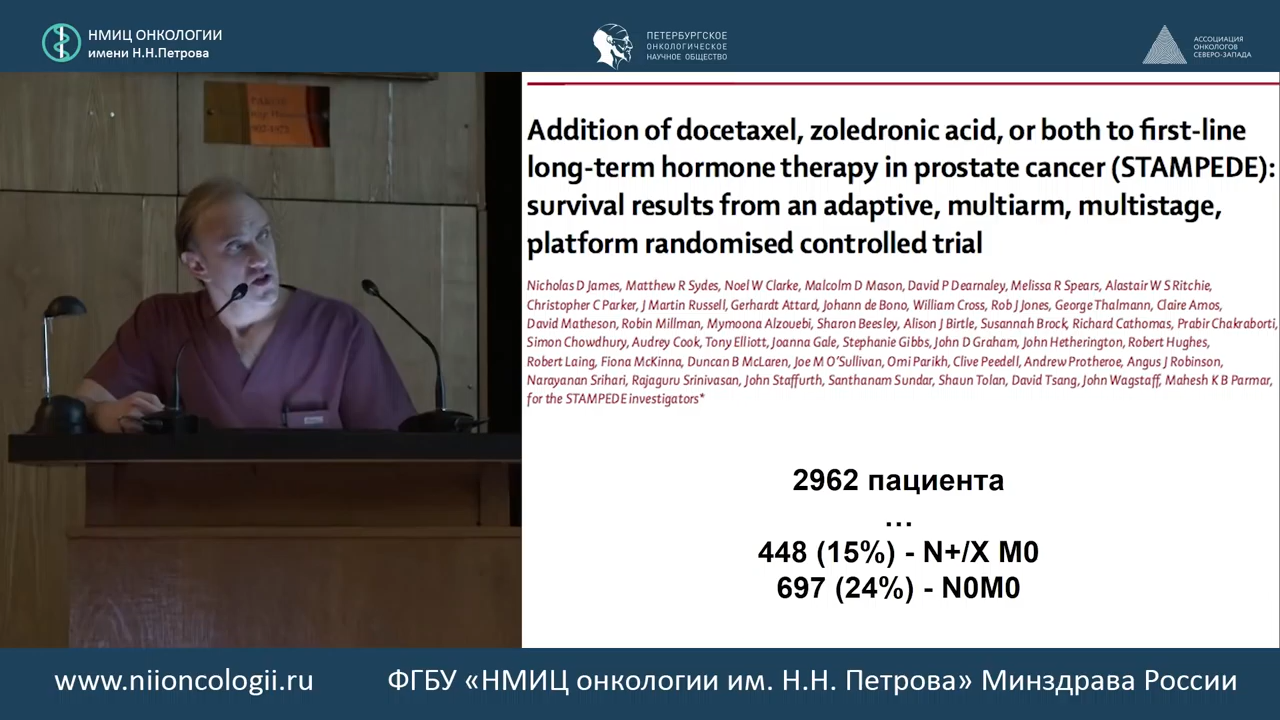 НМИЦ ОНКОЛОГИИ
имени Н.Н.Петрова
ПЕТЕРБУРГСКОЕ
ОНКОЛОГИЧЕСКОЕ
НАУЧНОЕ ОБЩЕСТВО
АССОЦИАЦИЯ
ОНКОЛОГОВ
СЕВЕРО-ЗАПАДА
Addition of docetaxel, zoledronic acid, or both to first-line
long-term hormone therapy in prostate cancer (STAMPEDE):
survival results from an adaptive, multiarm, multistage,
platform randomised controlled trial
Nicholas D James, Matthew R Sydes, Noel W Clarke, Malcolm D Mason, David P Dearnaley, Melissa R Spears, Alastair W S Ritchie,
Christopher C Parker, J Martin Russell, Gerhardt Attard, Johann de Bono, William Cross, Rob J Jones, George Thalmann, Claire Amos,
David Matheson, Robin Millman, Mymoona Alzouebi, Sharon Beesley, Alison J Birtle, Susannah Brock, Richard Cathomas, Prabir Chakraborti,
Simon Chowdhury, Audrey Cook, Tony Elliott, Joanna Gale, Stephanie Gibbs, John D Graham, John Hetherington, Robert Hughes,
Robert Laing, Fiona McKinna, Duncan B McLaren, Joe M O'Sullivan, Omi Parikh, Clive Peedell, Andrew Protheroe, Angus J Robinson,
Narayanan Srihari, Rajaguru Srinivasan, John Staffurth, Santhanam Sundar, Shaun Tolan, David Tsang, John Wagstaff, Mahesh K B Parmar,
for the STAMPEDE investigators*
2962 пациента
...
448 (15%) - N+/X M0
697 (24%) - N0M0
www.niioncologii.ru
ФГБУ «НМИЦ онкологии им. Н.Н. Петрова» Минздрава России